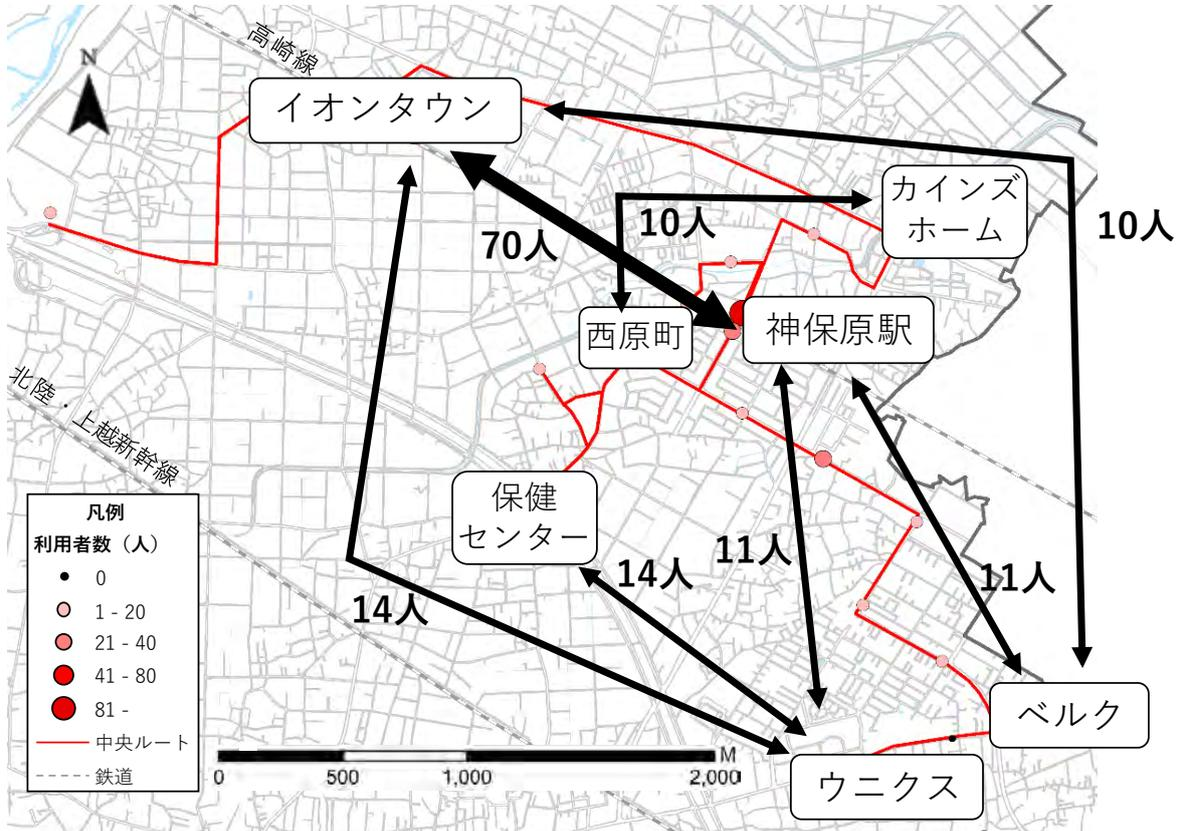 高崎線
N
イオンタウン
カインズ
ホーム
10人
10人
70人
西原町
神保原駅
北陸・上越新幹線
保健
センター
11人
14人
11人
14人
凡例
利用者数（人）
0
1 - 20
21 - 40
41 - 80
81 -
中央ルート
鉄道
ベルク
ウニクス
M
0
500
1,000
2,000